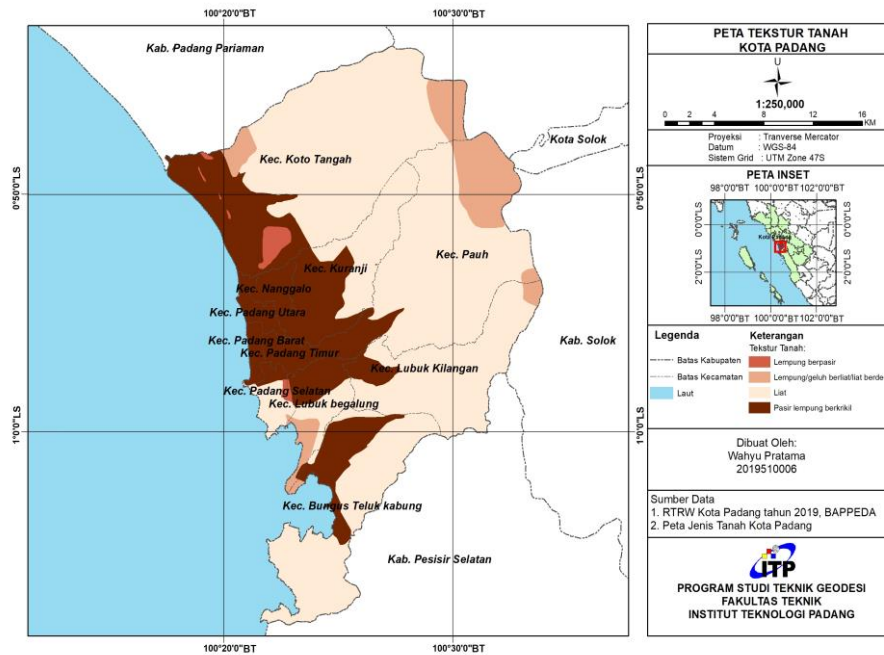 100°20'0"BT
100°30'0"BT
Kab. Padang Pariaman
Kota Solok
Kec. Koto Tangah
0°50'0"LS
0°50'0"LS
Kec. Pauh
Kec. Kuranji
Kec. Nanggalo
Kec. Padang Utara
Kec. Padang Barat
Kec. Padang Timur
Kab. Solok
Kec. Lubuk Kilangan
Kec. Padang Selatan
Kec. Lubuk begalung
1°0'0"LS
1°0'0"LS
Kec. Bungus Teluk kabung
Kab. Pesisir Selatan
100°20'0"BT
100°30'0"BT
PETA TEKSTUR TANAH
KOTA PADANG
U
1:250,000
0 2 4 8 12 16
KM
Proyeksi : Tranverse Mercator
Datum : WGS-84
Sistem Grid : UTM Zone 47S
PETA INSET
98°0'0"BT 100°0'0"BT 102°0'0"BT
0°0'0"LS
0°0'0"LS
2°0'0"LS
2°0'0"LS
98°0'0"BT 100°0'0"BT 102°0'0"BT
Legenda
Batas Kabupaten
Batas Kecamatan
Laut
Keterangan
Tekstur Tanah:
Lempung berpasir
Lempung/geluh berliat/liat berde
Liat
Pasir lempung berkrikil
Dibuat Oleh:
Wahyu Pratama
2019510006
Sumber Data
1. RTRW Kota Padang tahun 2019, BAPPEDA
2. Peta Jenis Tanah Kota Padang
ITP
PROGRAM STUDI TEKNIK GEODESI
FAKULTAS TEKNIK
INSTITUT TEKNOLOGI PADANG